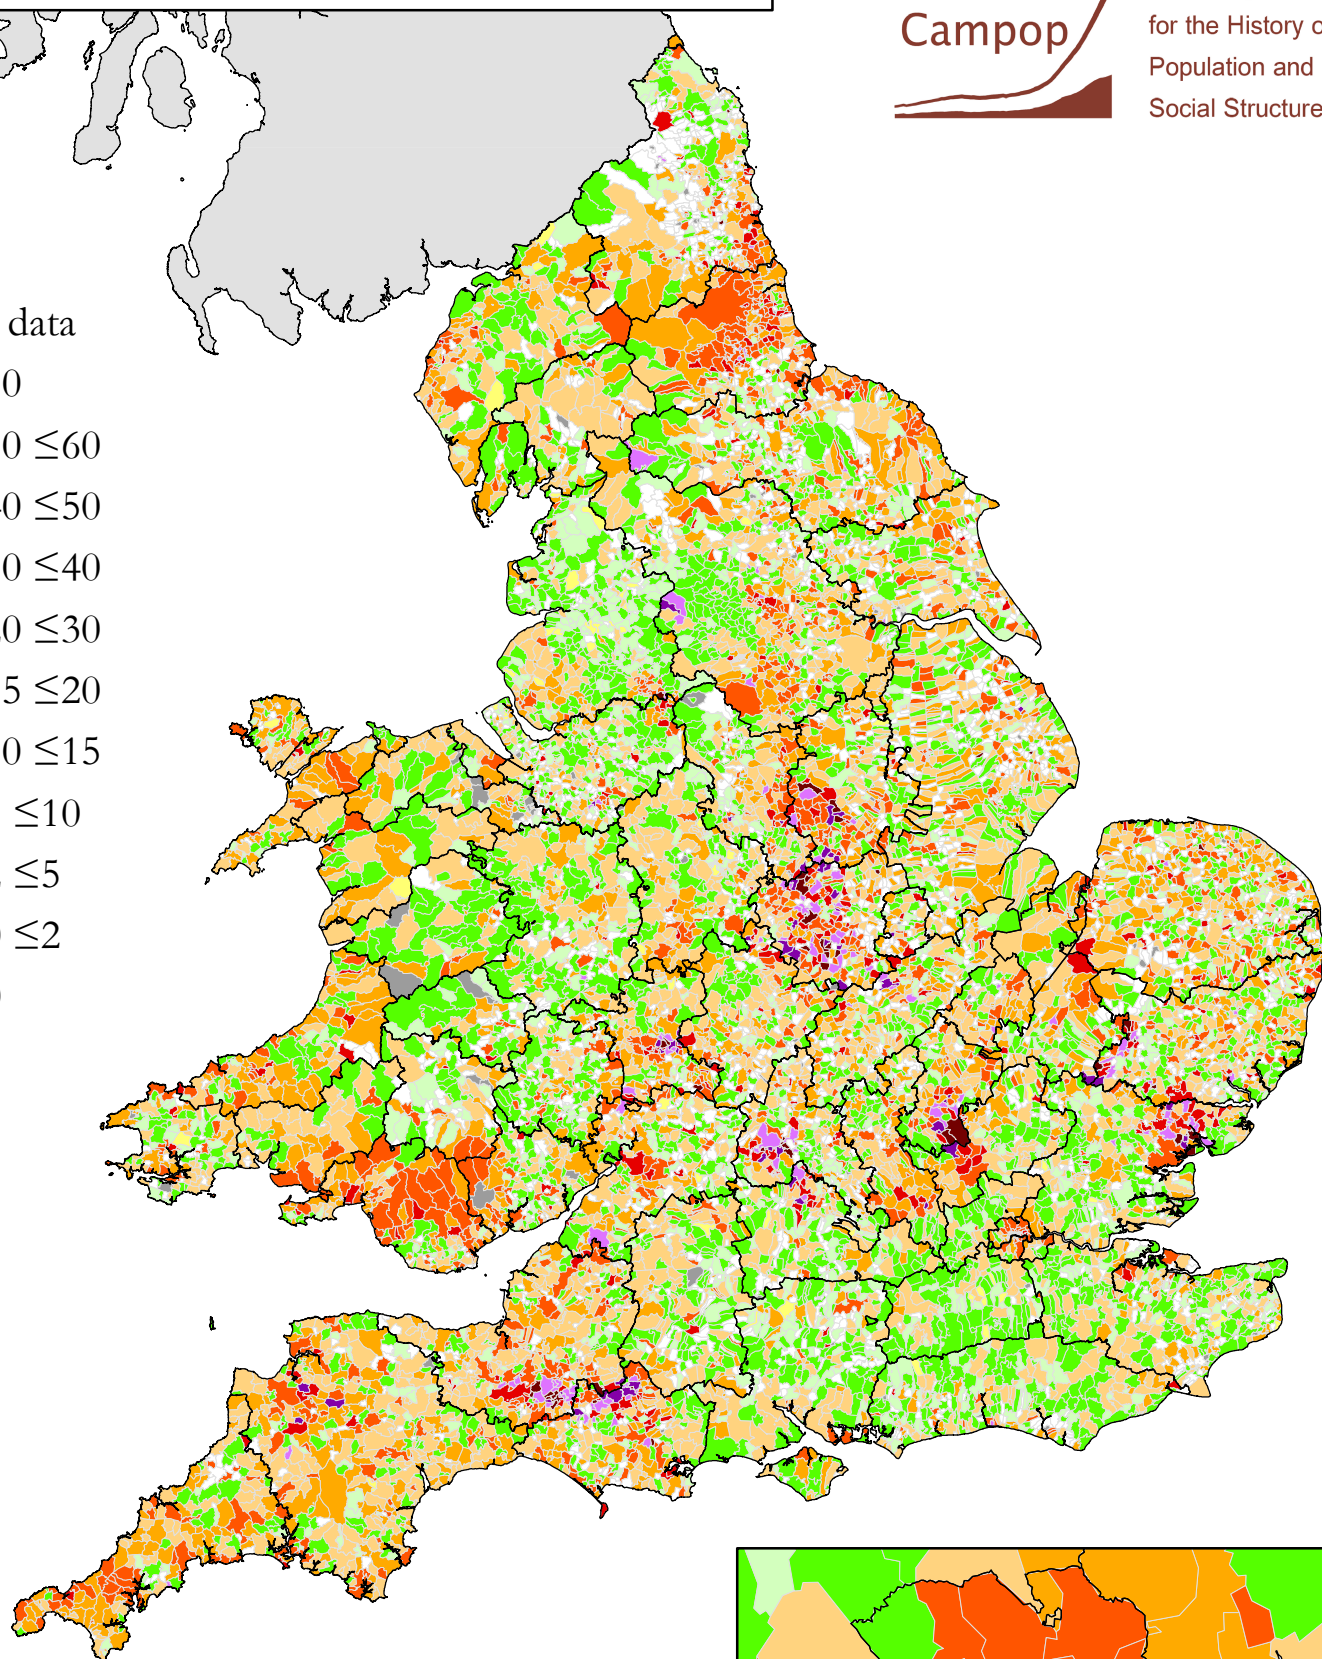 Campop
for the History o
Population and
Social Structure
data
0
0 ≤60
0 ≤50
0 ≤40
0 ≤30
5 ≤20
0 ≤15
≤10
≤5
≤2